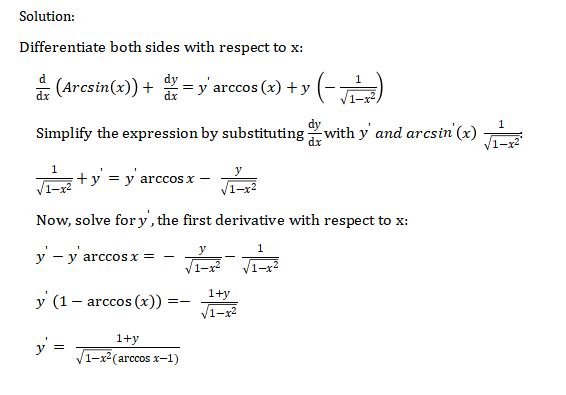 Solution:
Differentiate both sides with respect to x:
d/dx (Arcsin(x)) + dy/dx = y' arccos (x) + y (− 1/√1−x²)
Simplify the expression by substituting dy/dx with y' and arcsin'(x) 1/√1−x².
1/√1−x² + y' = y' arccos x − y/√1−x²
Now, solve for y', the first derivative with respect to x:
y' − y' arccos x = − y/√1−x² − 1/√1−x²
y' (1 − arccos (x)) =− 1+y/√1−x²
y' = 1+y/√1−x²(arccos x−1)